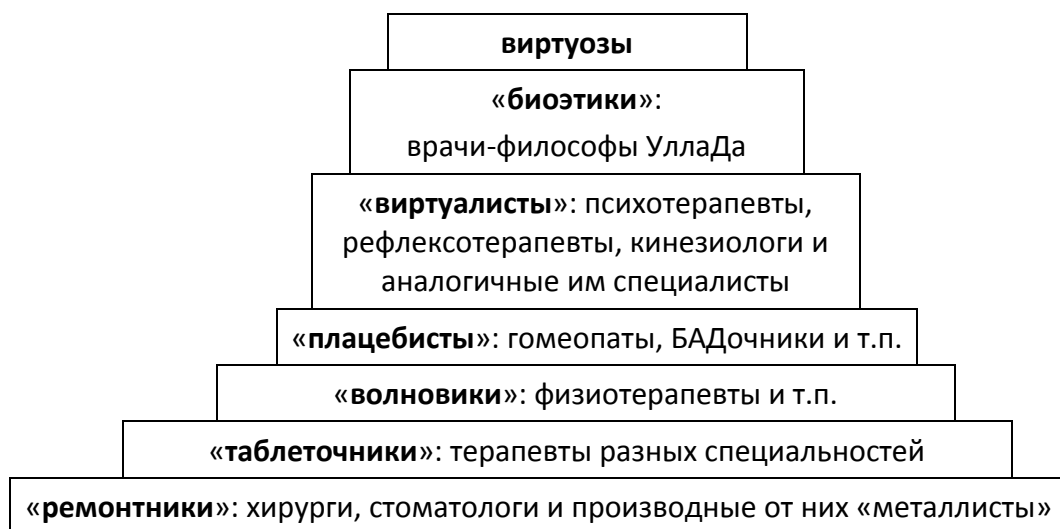 виртуозы
«биоэтики»:
врачи-философы УллаДа
«виртуалисты»: психотерапевты,
рефлексотерапевты, кинезиологи и
аналогичные им специалисты
«плацебисты»: гомеопаты, БАДочники и т.п.
«волновики»: физиотерапевты и т.п.
«таблеточники»: терапевты разных специальностей
«ремонтники»: хирурги, стоматологи и производные от них «металлисты»